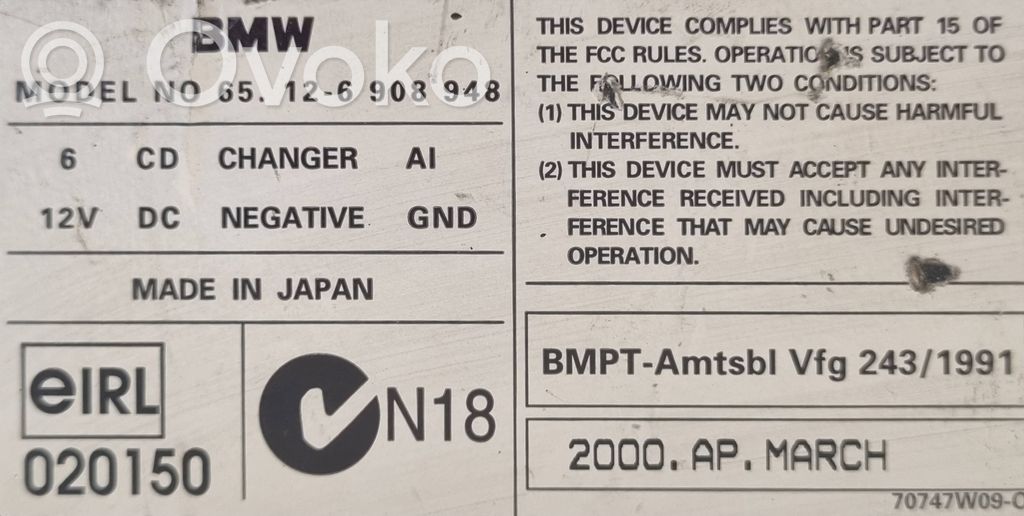 BMW
MODEL NO 65. 12-6 908 948
6 CD CHANGER AI
12V DC NEGATIVE GND
MADE IN JAPAN
eIRL
020150
N18
THIS DEVICE COMPLIES WITH PART 15 OF
THE FCC RULES. OPERATION IS SUBJECT TO
THE FOLLOWING TWO CONDITIONS:
(1) THIS DEVICE MAY NOT CAUSE HARMFUL
INTERFERENCE.
(2) THIS DEVICE MUST ACCEPT ANY INTER-
FERENCE RECEIVED INCLUDING INTER-
FERENCE THAT MAY CAUSE UNDESIRED
OPERATION.
BMPT-Amtsbl Vfg 243/1991
2000. AP. MARCH
70747W09-C
Ovoko